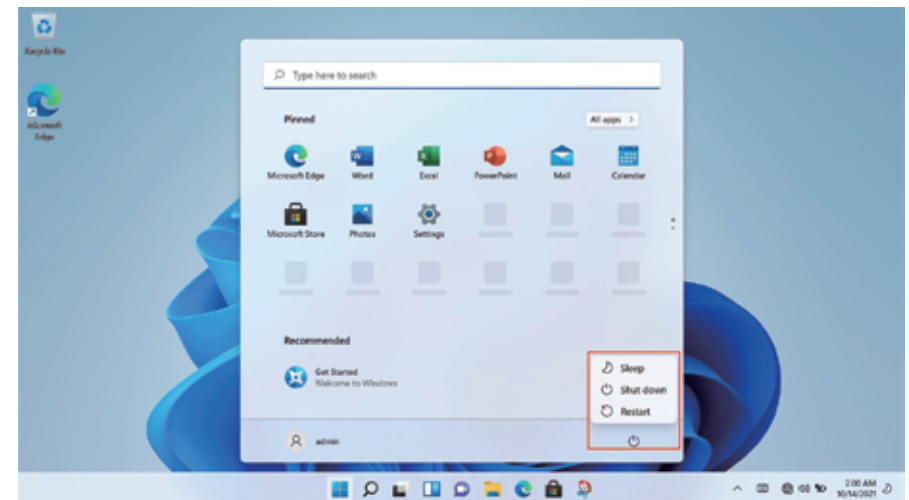 Recycle Bin
Microsoft
Edge
Type here to search
Pinned
All apps >
Microsoft Edge
Word
Excel
PowerPoint
Mail
Calendar
Microsoft Store
Photos
Settings
Recommended
Get Started
Welcome to Windows
Sleep
Shut down
Restart
admin
2:00 AM
10/14/2021